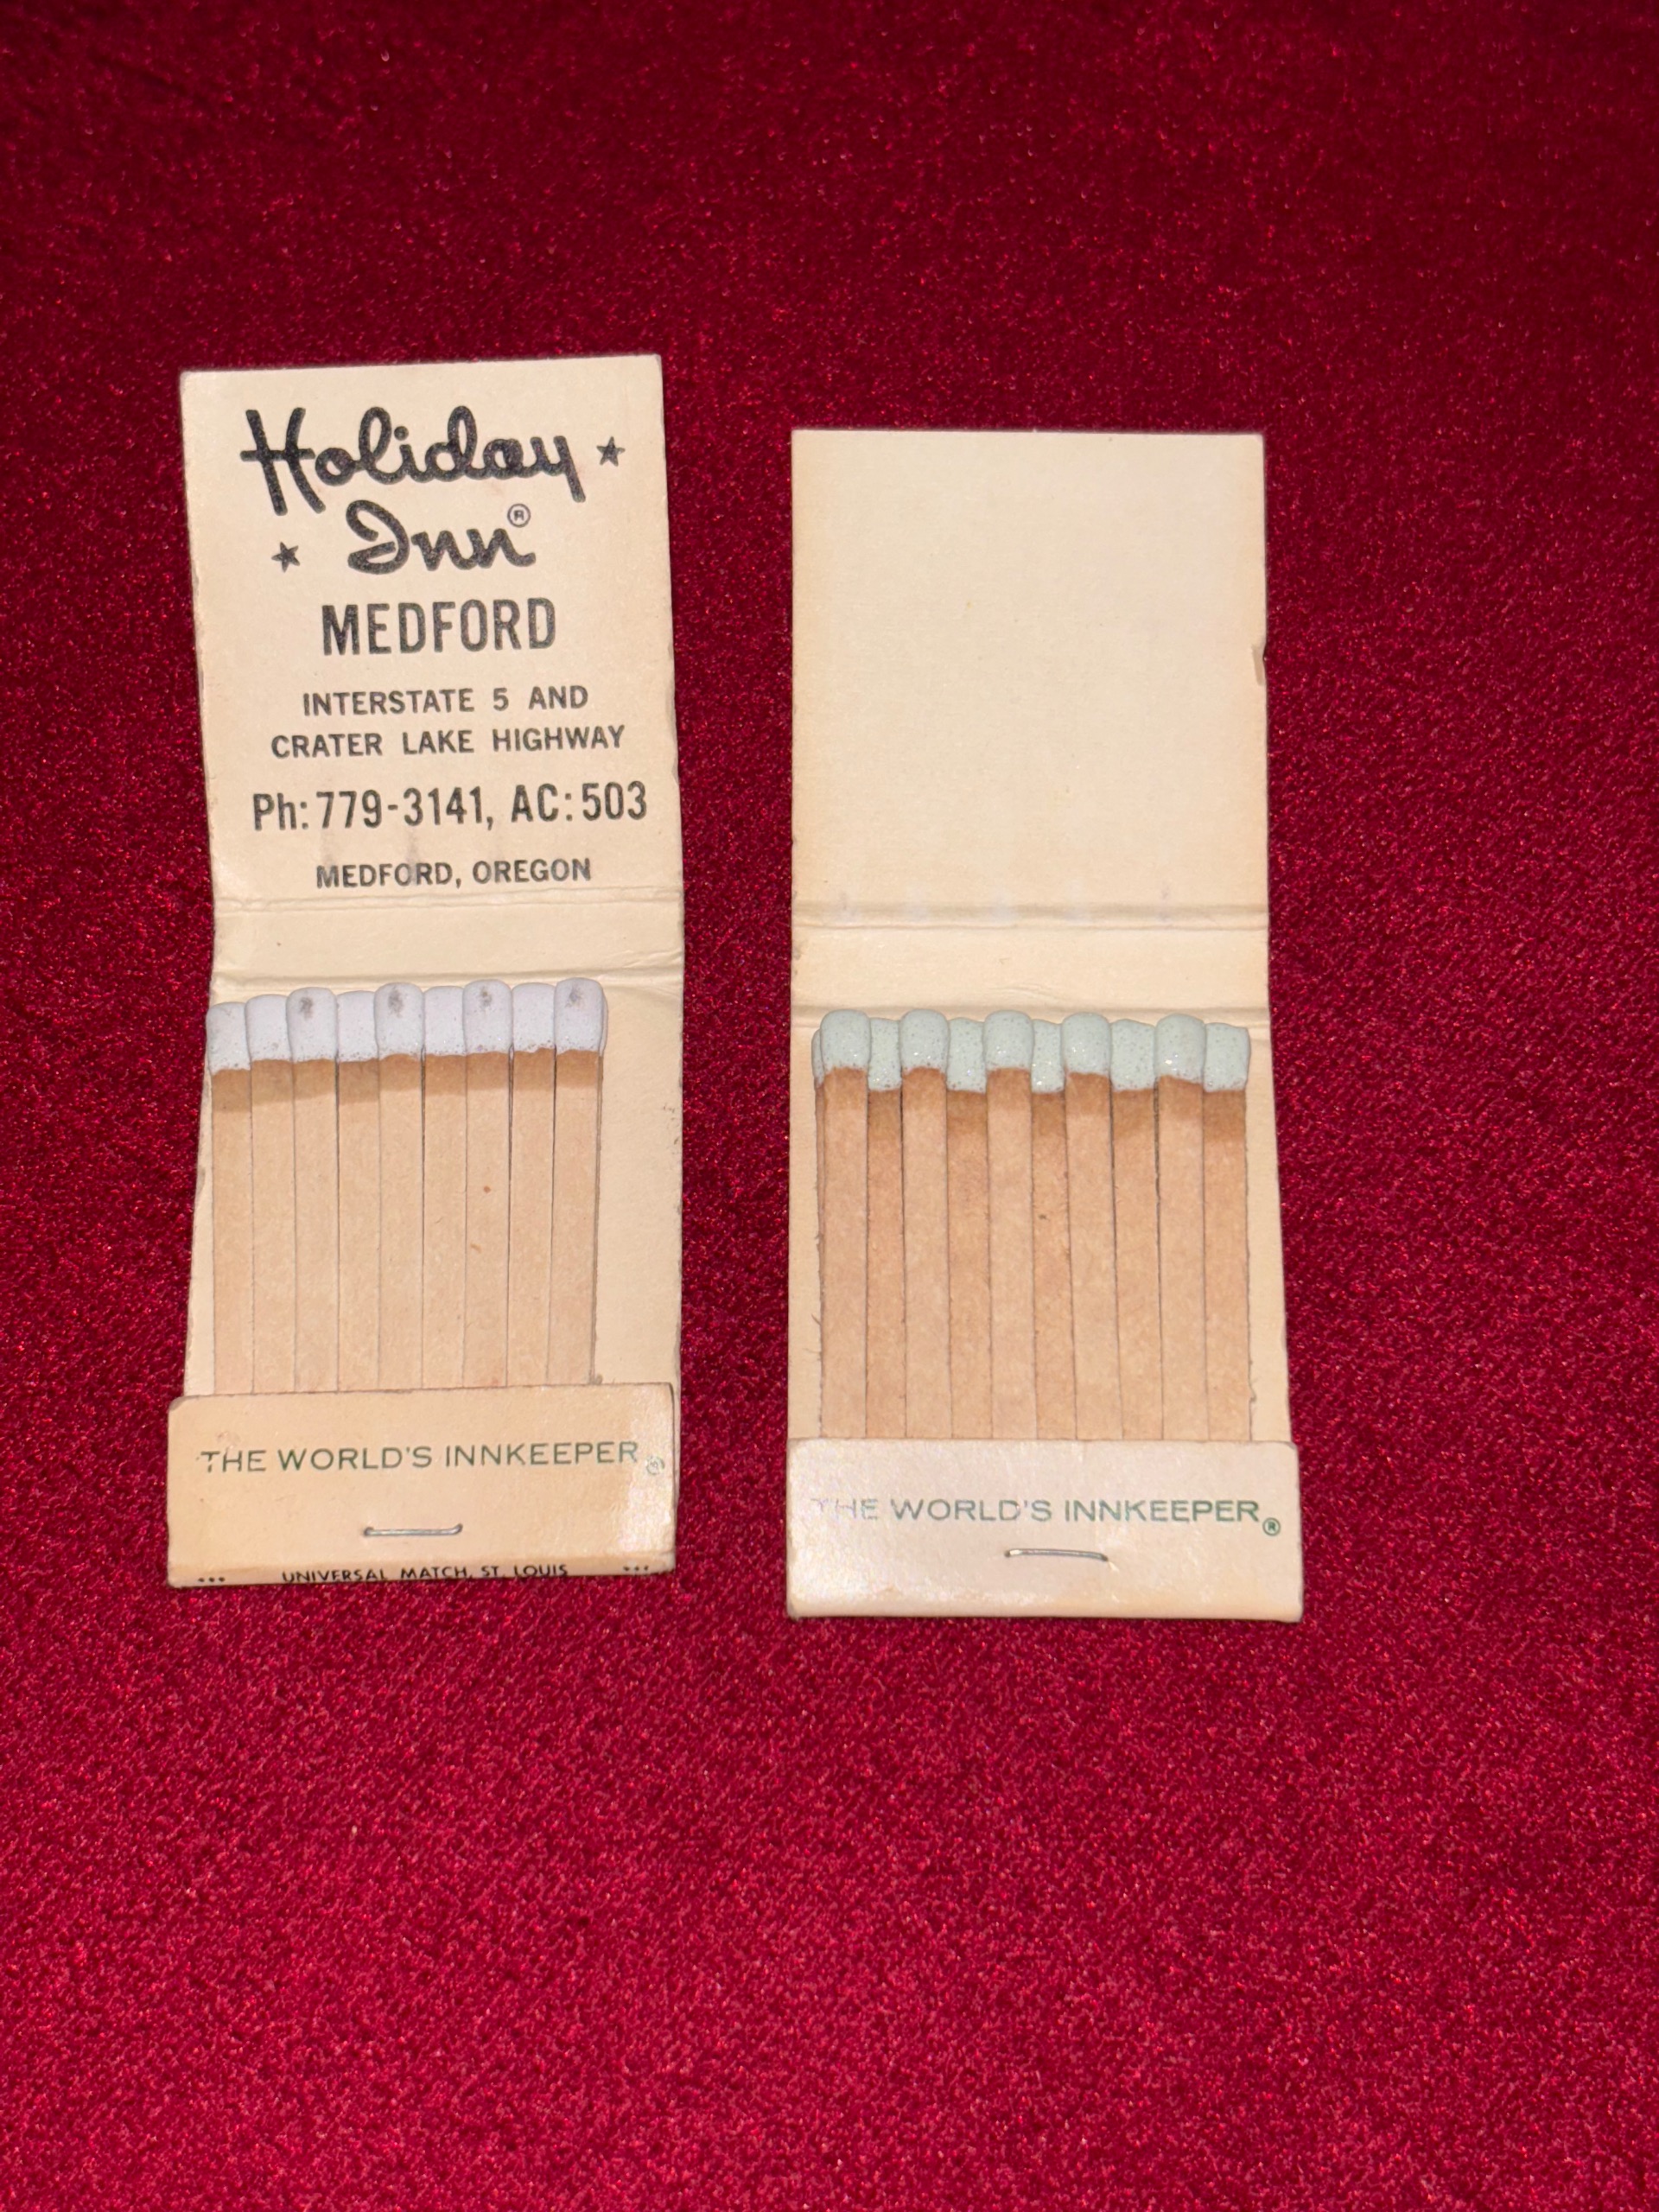 Holiday
Inn®
MEDFORD
INTERSTATE 5 AND
CRATER LAKE HIGHWAY
Ph: 779-3141, AC: 503
MEDFORD, OREGON
THE WORLD'S INNKEEPER®
UNIVERSAL MATCH, ST. LOUIS
THE WORLD'S INNKEEPER®